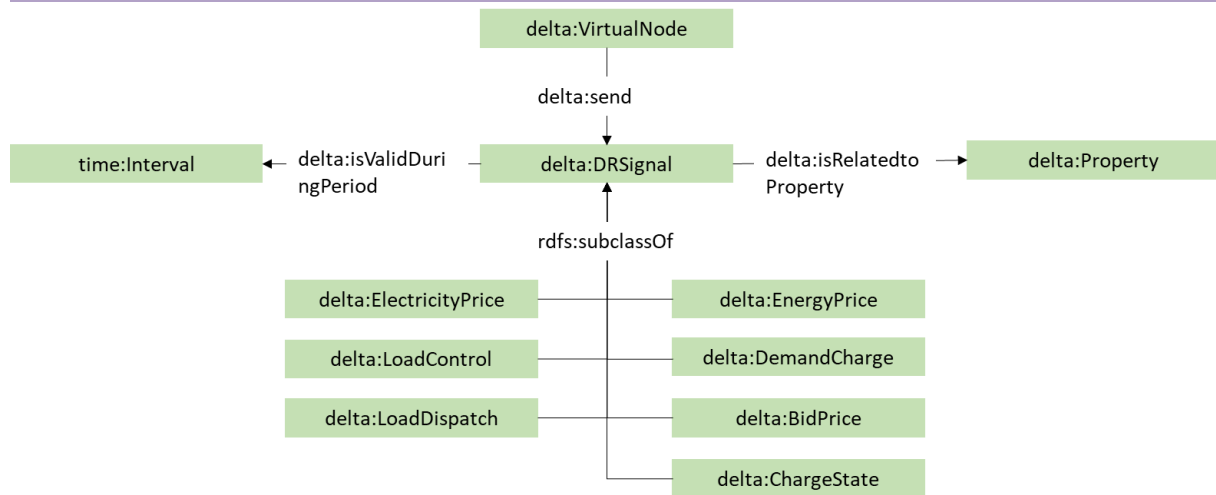 delta:VirtualNode
delta:send
time:Interval
delta:isValidDuri
ngPeriod
delta:DRSignal
delta:isRelatedto
Property
delta:Property
rdfs:subclassOf
delta:ElectricityPrice
delta:EnergyPrice
delta:LoadControl
delta:DemandCharge
delta:LoadDispatch
delta:BidPrice
delta:ChargeState